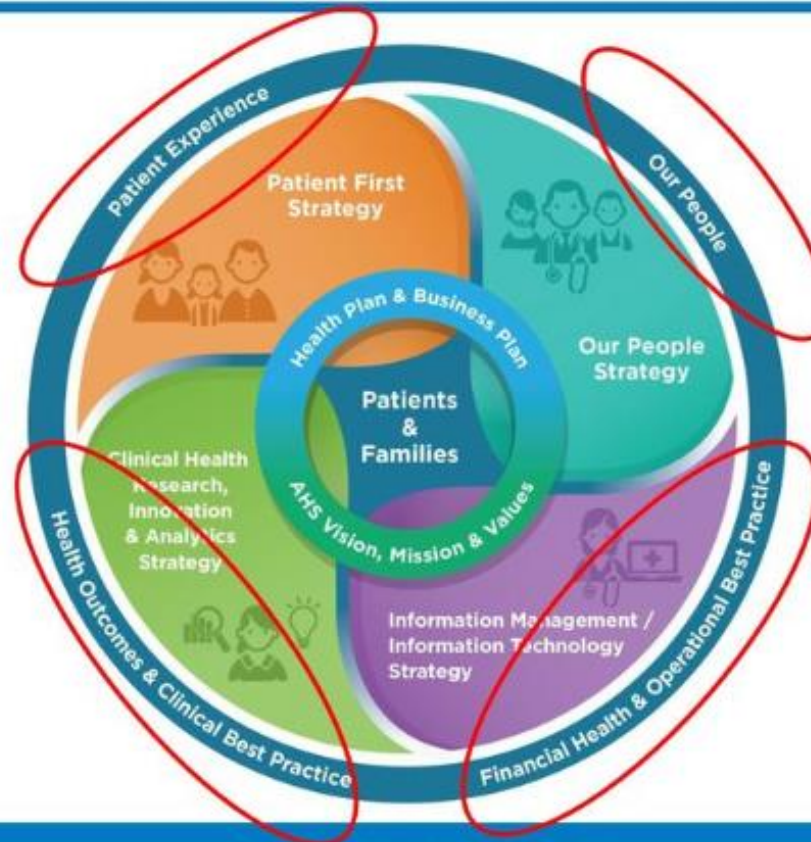 Patient Experience
Our People
Patient First
Strategy
Our People
Strategy
Health Plan & Business Plan
Patients
&
Families
AHS Vision, Mission & Values
Clinical Health
Research,
Innovation
& Analytics
Strategy
Information Management /
Information Technology
Strategy
Health Outcomes & Clinical Best Practice
Financial Health & Operational Best Practice